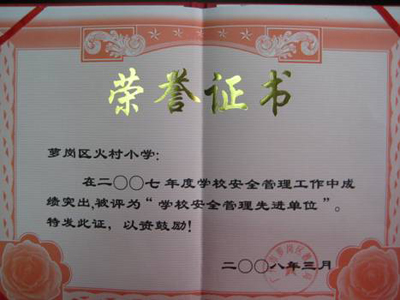 荣誉证书
萝岗区火村小学:
在二〇〇七年度学校安全管理工作中成
绩突出,被评为“学校安全管理先进单位”。
特发此证,以资鼓励!
二〇〇八年三月